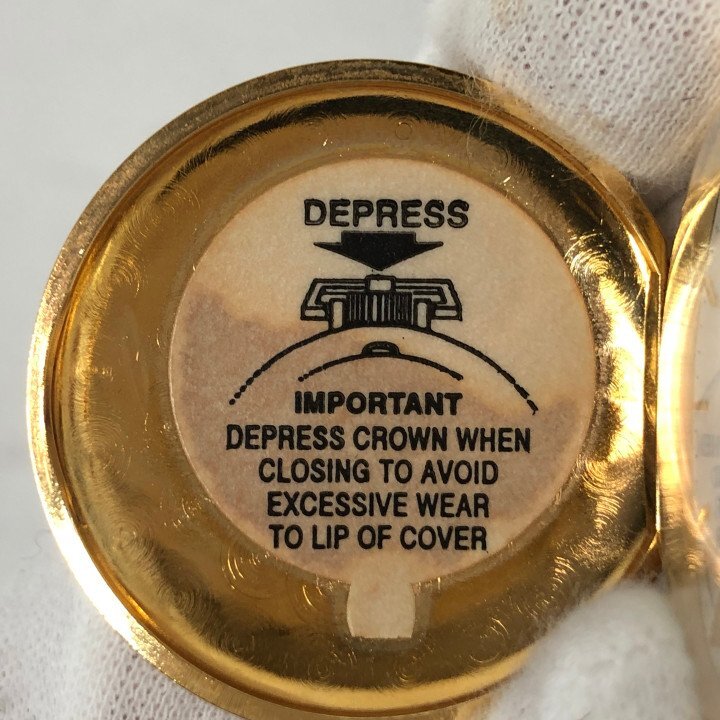 DEPRESS
IMPORTANT
DEPRESS CROWN WHEN
CLOSING TO AVOID
EXCESSIVE WEAR
TO LIP OF COVER